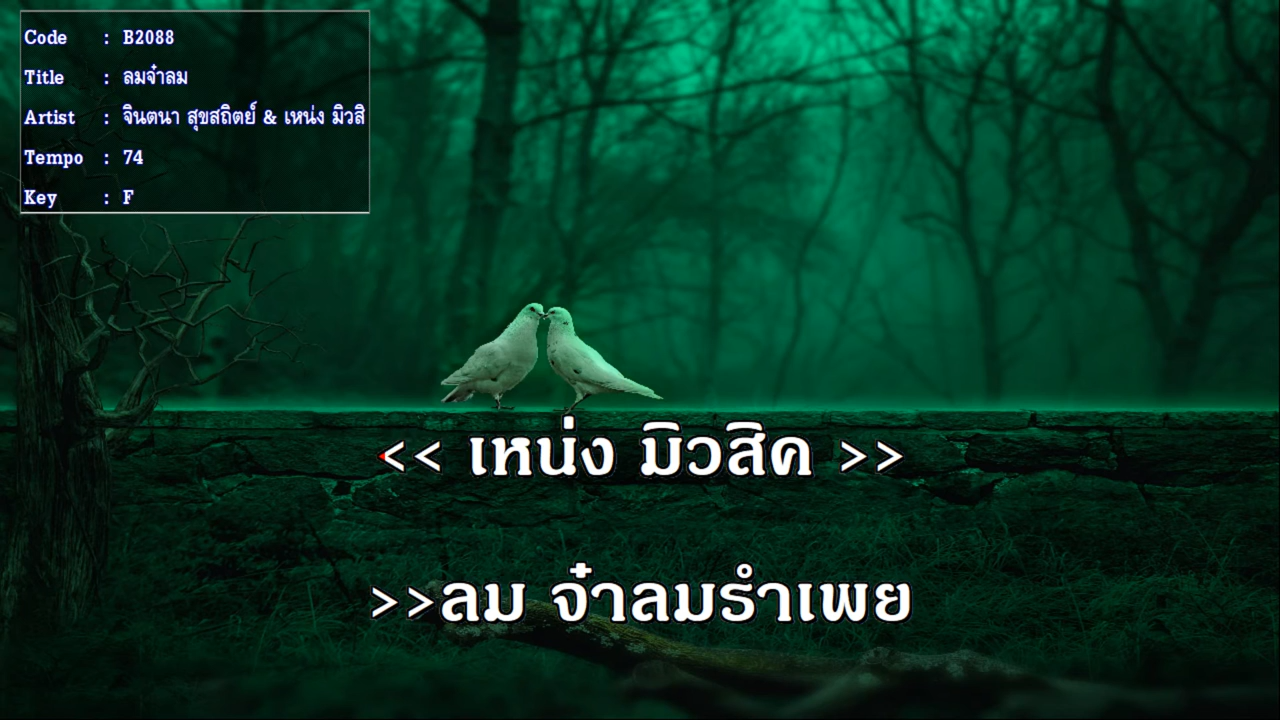 Code : B2088
Title : ลมจ๋าลม
Artist : จินตนา สุขสถิตย์ & เหน่ง มิวสิ
Tempo : 74
Key : F
<< เหน่ง มิวสิค >>
>>ลม จ๋าลมรำเพย